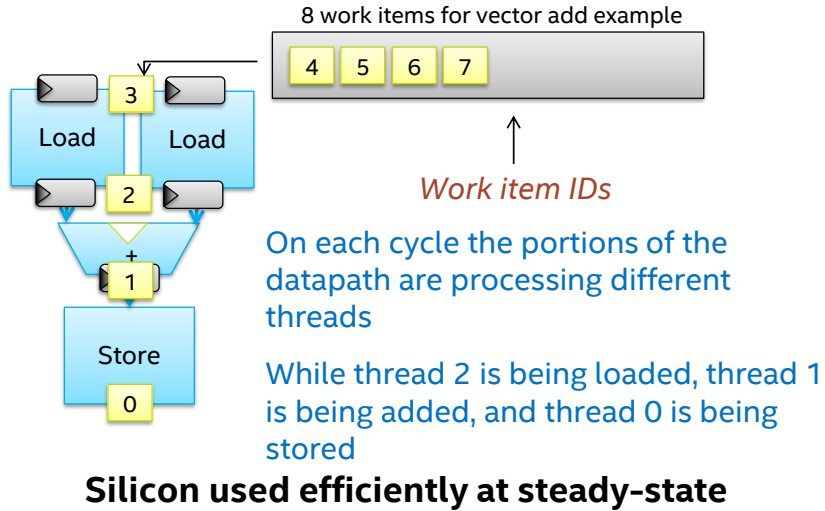 8 work items for vector add example
4 5 6 7
3
Load Load
2
Work item IDs
+
1
On each cycle the portions of the
datapath are processing different
threads
Store
0
While thread 2 is being loaded, thread 1
is being added, and thread 0 is being
stored
Silicon used efficiently at steady-state